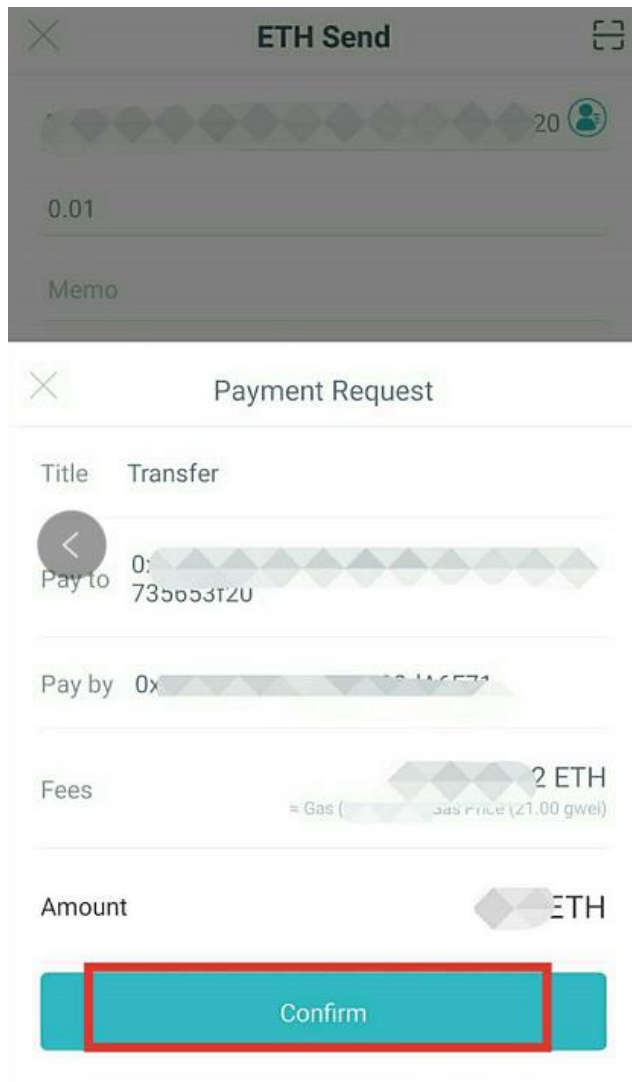 ETH Send
20
0.01
Memo
Payment Request
Title Transfer
Pay to
735653f20
Pay by 0x
Fees 2 ETH
= Gas ( Gas Price (21.00 gwei)
Amount ETH
Confirm